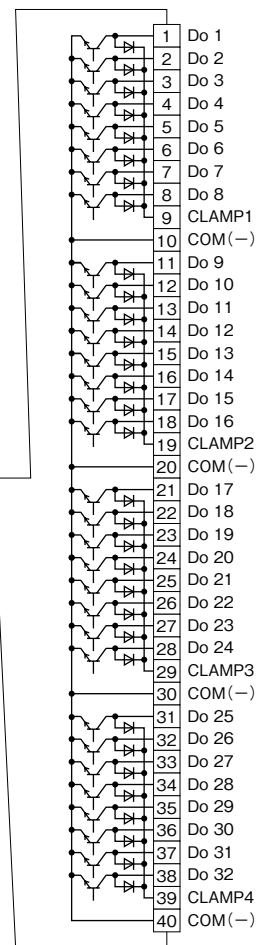 1 Do 1
2 Do 2
3 Do 3
4 Do 4
5 Do 5
6 Do 6
7 Do 7
8 Do 8
9 CLAMP1
10 COM(−)
11 Do 9
12 Do 10
13 Do 11
14 Do 12
15 Do 13
16 Do 14
17 Do 15
18 Do 16
19 CLAMP2
20 COM(−)
21 Do 17
22 Do 18
23 Do 19
24 Do 20
25 Do 21
26 Do 22
27 Do 23
28 Do 24
29 CLAMP3
30 COM(−)
31 Do 25
32 Do 26
33 Do 27
34 Do 28
35 Do 29
36 Do 30
37 Do 31
38 Do 32
39 CLAMP4
40 COM(−)